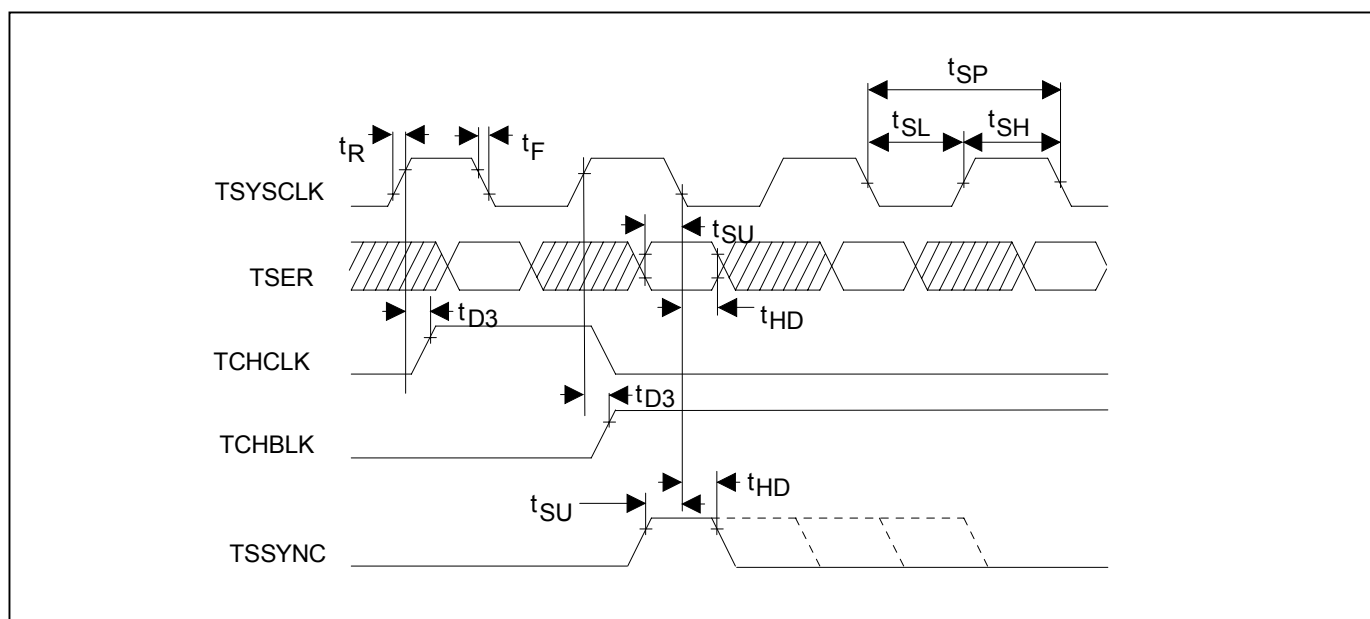 tSP
tSL
tSH
tR
tF
TSYSCLK
tSU
TSER
tD3
tHD
TCHCLK
tD3
TCHBLK
tHD
tSU
TSSYNC